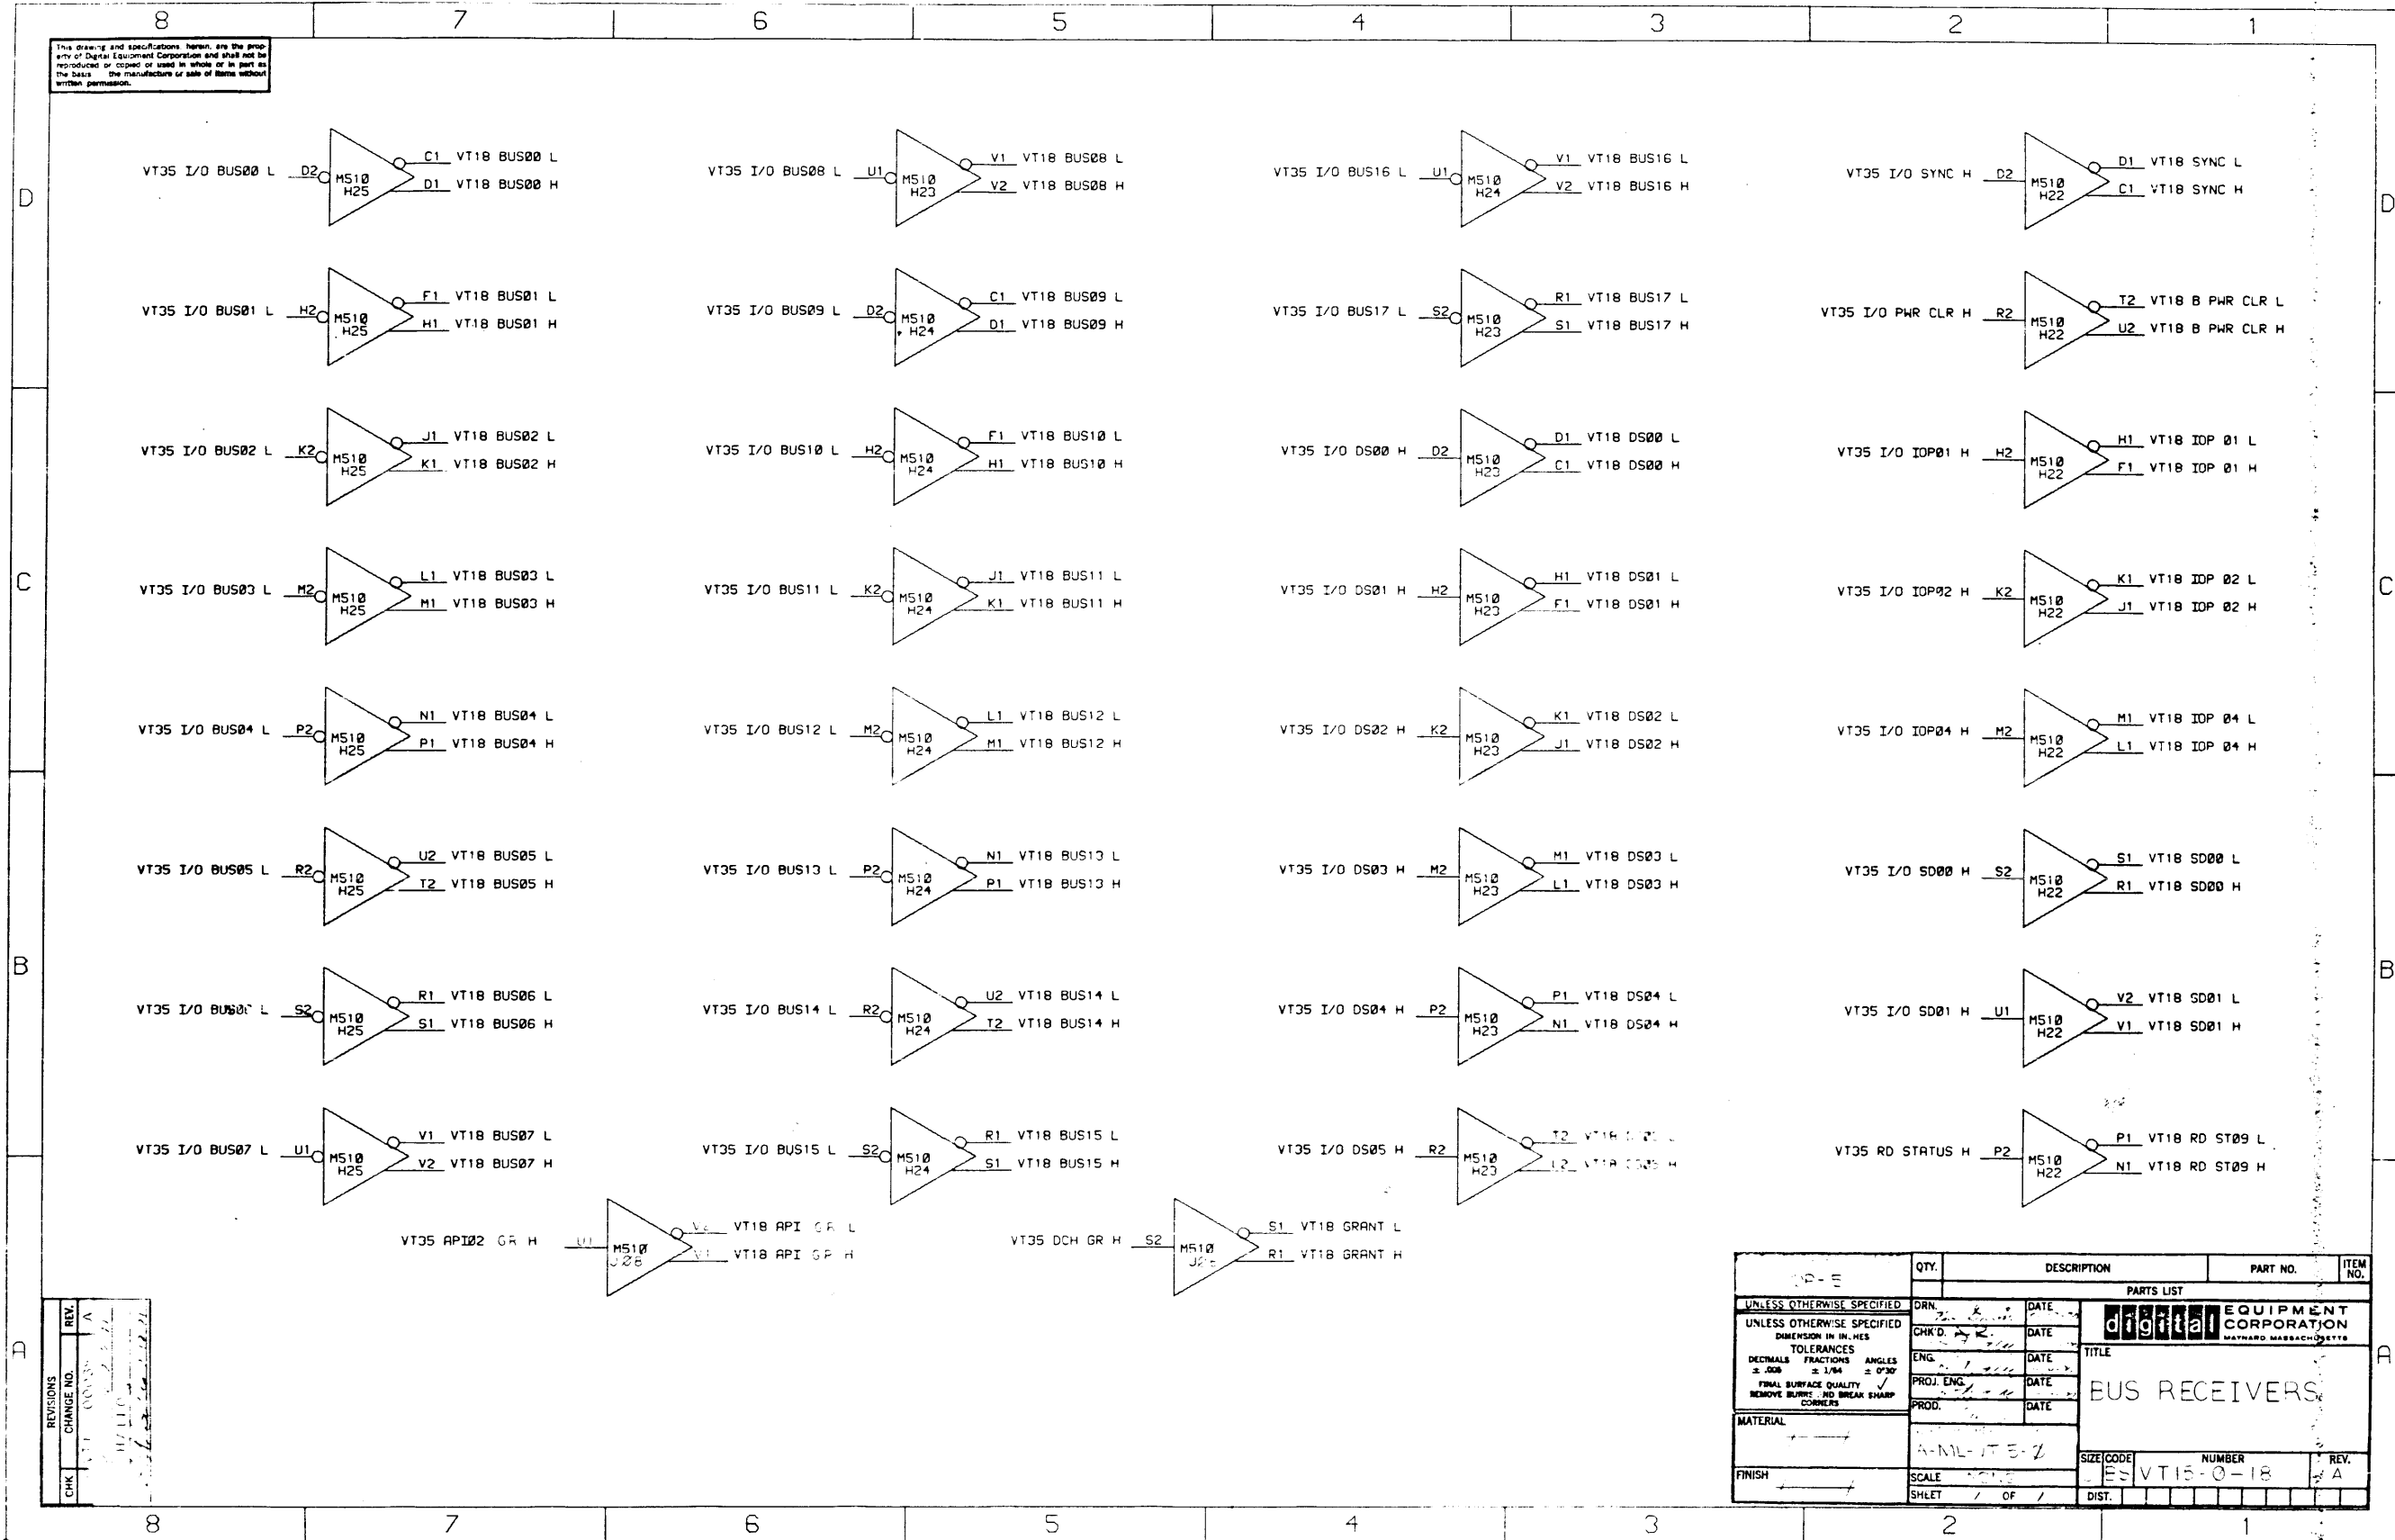 8 7 6 5 4 3 2 1
This drawing and specifications, herein, are the prop-
erty of Digital Equipment Corporation and shall not be
reproduced or copied or used in whole or in part as
the basis the manufacture or sale of items without
written permission.
D D
VT35 I/O BUS00 L D2 M510 H25 C1 VT18 BUS00 L
D1 VT18 BUS00 H
VT35 I/O BUS08 L U1 M510 H23 V1 VT18 BUS08 L
V2 VT18 BUS08 H
VT35 I/O BUS16 L U1 M510 H24 V1 VT18 BUS16 L
V2 VT18 BUS16 H
VT35 I/O SYNC H D2 M510 H22 D1 VT18 SYNC L
C1 VT18 SYNC H
VT35 I/O BUS01 L H2 M510 H25 F1 VT18 BUS01 L
H1 VT18 BUS01 H
VT35 I/O BUS09 L D2 M510 H24 C1 VT18 BUS09 L
D1 VT18 BUS09 H
VT35 I/O BUS17 L S2 M510 H23 R1 VT18 BUS17 L
S1 VT18 BUS17 H
VT35 I/O PWR CLR H R2 M510 H22 T2 VT18 B PWR CLR L
U2 VT18 B PWR CLR H
VT35 I/O BUS02 L K2 M510 H25 J1 VT18 BUS02 L
K1 VT18 BUS02 H
VT35 I/O BUS10 L H2 M510 H24 F1 VT18 BUS10 L
H1 VT18 BUS10 H
VT35 I/O DS00 H D2 M510 H23 D1 VT18 DS00 L
C1 VT18 DS00 H
VT35 I/O IOP01 H H2 M510 H22 H1 VT18 IOP 01 L
F1 VT18 IOP 01 H
C C
VT35 I/O BUS03 L M2 M510 H25 L1 VT18 BUS03 L
M1 VT18 BUS03 H
VT35 I/O BUS11 L K2 M510 H24 J1 VT18 BUS11 L
K1 VT18 BUS11 H
VT35 I/O DS01 H H2 M510 H23 H1 VT18 DS01 L
F1 VT18 DS01 H
VT35 I/O IOP02 H K2 M510 H22 K1 VT18 IOP 02 L
J1 VT18 IOP 02 H
VT35 I/O BUS04 L P2 M510 H25 N1 VT18 BUS04 L
P1 VT18 BUS04 H
VT35 I/O BUS12 L M2 M510 H24 L1 VT18 BUS12 L
M1 VT18 BUS12 H
VT35 I/O DS02 H K2 M510 H23 K1 VT18 DS02 L
J1 VT18 DS02 H
VT35 I/O IOP04 H M2 M510 H22 M1 VT18 IOP 04 L
L1 VT18 IOP 04 H
VT35 I/O BUS05 L R2 M510 H25 U2 VT18 BUS05 L
T2 VT18 BUS05 H
VT35 I/O BUS13 L P2 M510 H24 N1 VT18 BUS13 L
P1 VT18 BUS13 H
VT35 I/O DS03 H M2 M510 H23 M1 VT18 DS03 L
L1 VT18 DS03 H
VT35 I/O SD00 H S2 M510 H22 S1 VT18 SD00 L
R1 VT18 SD00 H
B B
VT35 I/O L S2 M510 H25 R1 VT18 BUS06 L
S1 VT18 BUS06 H
VT35 I/O BUS14 L R2 M510 H24 U2 VT18 BUS14 L
T2 VT18 BUS14 H
VT35 I/O DS04 H P2 M510 H23 P1 VT18 DS04 L
N1 VT18 DS04 H
VT35 I/O SD01 H U1 M510 H22 V2 VT18 SD01 L
V1 VT18 SD01 H
VT35 I/O BUS07 L U1 M510 H25 V1 VT18 BUS07 L
V2 VT18 BUS07 H
VT35 I/O BUS15 L S2 M510 H24 R1 VT18 BUS15 L
S1 VT18 BUS15 H
VT35 I/O DS05 H R2 M510 H23 T2 VT18 L
VT18 H
VT35 RD STATUS H P2 M510 H22 P1 VT18 RD ST09 L
N1 VT18 RD ST09 H
VT35 API02 GR H U1 M510 J08 VT18 API GR L
VT18 API GR H
VT35 DCH GR H S2 M510 S1 VT18 GRANT L
R1 VT18 GRANT H
A A
REVISIONS
CHK CHANGE NO. REV.
A
QTY. DESCRIPTION PART NO. ITEM NO.
PARTS LIST
UNLESS OTHERWISE SPECIFIED
UNLESS OTHERWISE SPECIFIED
DIMENSION IN INCHES
TOLERANCES
DECIMALS FRACTIONS ANGLES
± .005 ± 1/64 ± 0°30'
FINAL SURFACE QUALITY
REMOVE BURRS AND BREAK SHARP
CORNERS
MATERIAL
FINISH
DRN. DATE
CHK'D. DATE
ENG. DATE
PROJ. ENG. DATE
PROD. DATE
SCALE
SHEET 1 OF 1
digital EQUIPMENT
CORPORATION
MAYNARD MASSACHUSETTS
TITLE
BUS RECEIVERS
SIZE CODE NUMBER REV.
BS VT15-0-18 A
DIST.
8 7 6 5 4 3 2 1